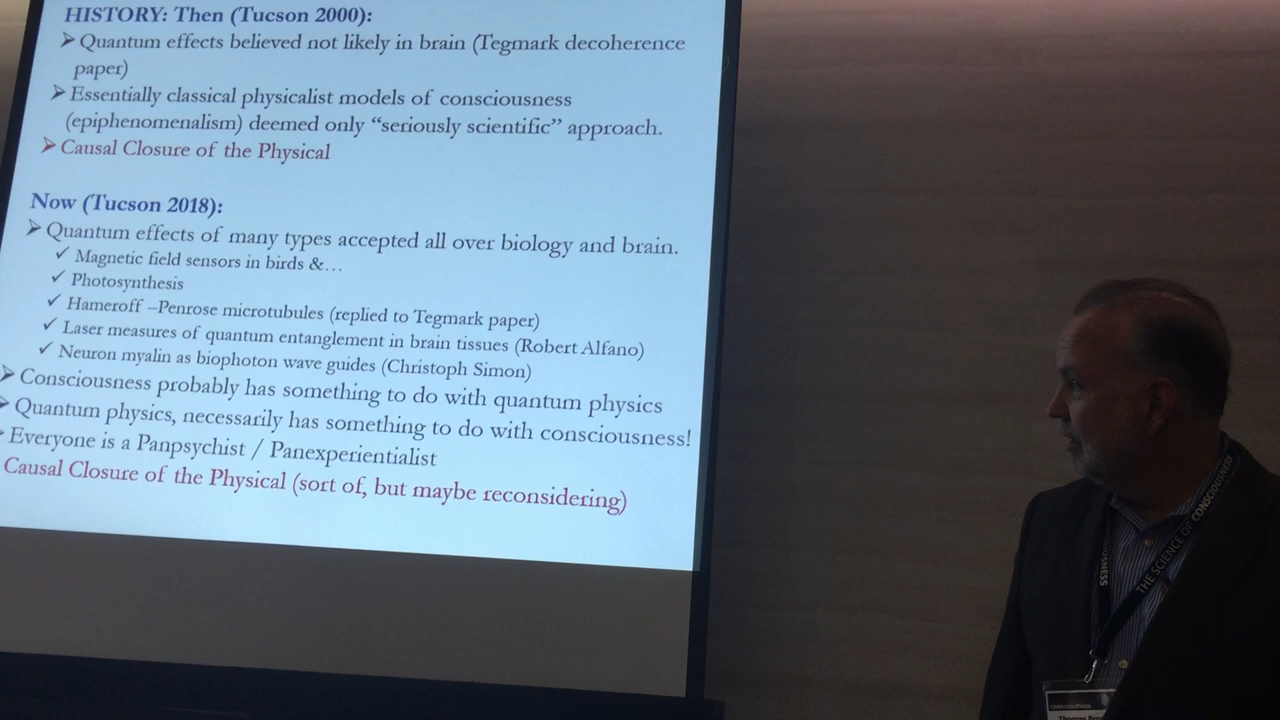 HISTORY: Then (Tucson 2000):
➢ Quantum effects believed not likely in brain (Tegmark decoherence
paper)
➢ Essentially classical physicalist models of consciousness
(epiphenomenalism) deemed only “seriously scientific” approach.
➢ Causal Closure of the Physical
Now (Tucson 2018):
➢ Quantum effects of many types accepted all over biology and brain.
✓ Magnetic field sensors in birds &…
✓ Photosynthesis
✓ Hameroff –Penrose microtubules (replied to Tegmark paper)
✓ Laser measures of quantum entanglement in brain tissues (Robert Alfano)
✓ Neuron myalin as biophoton wave guides (Christoph Simon)
➢ Consciousness probably has something to do with quantum physics
➢ Quantum physics, necessarily has something to do with consciousness!
➢ Everyone is a Panpsychist / Panexperientialist
Causal Closure of the Physical (sort of, but maybe reconsidering)
THE SCIENCE OF CONSCIOUSNESS